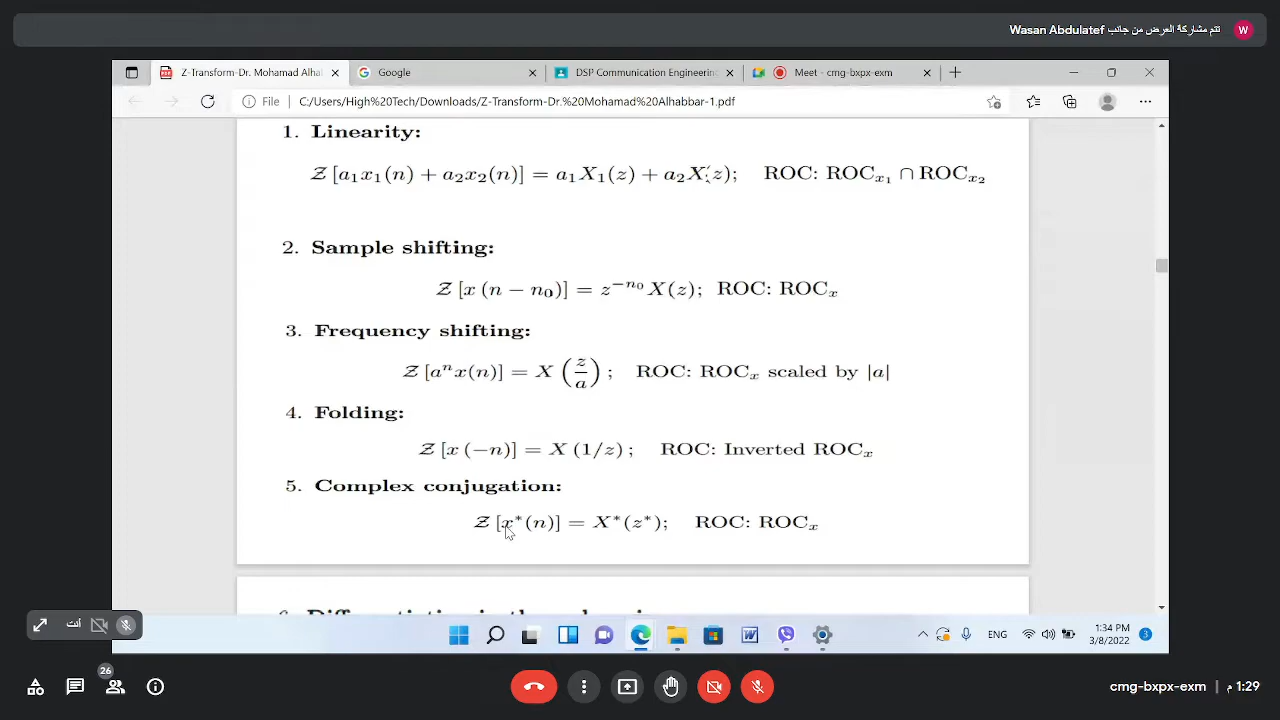 تتم مشاركة العرض من جانب Wasan Abdulatef W
Z-Transform-Dr. Mohamad Alha Google DSP Communication Engineerin Meet - cmg-bxpx-exm
File C:/Users/High%20Tech/Downloads/Z-Transform-Dr.%20Mohamad%20Alhabbar-1.pdf
1. Linearity:
Z [a₁x₁(n) + a₂x₂(n)] = a₁X₁(z) + a₂X(z); ROC: ROCₓ₁ ∩ ROCₓ₂
2. Sample shifting:
Z [x (n − n₀)] = z^{−n₀} X(z); ROC: ROCₓ
3. Frequency shifting:
Z [aⁿx(n)] = X (z/a); ROC: ROCₓ scaled by |a|
4. Folding:
Z [x (−n)] = X (1/z); ROC: Inverted ROCₓ
5. Complex conjugation:
Z [x*(n)] = X*(z*); ROC: ROCₓ
أنت
ENG 1:34 PM
3/8/2022 3
26
cmg-bxpx-exm | 1:29 م